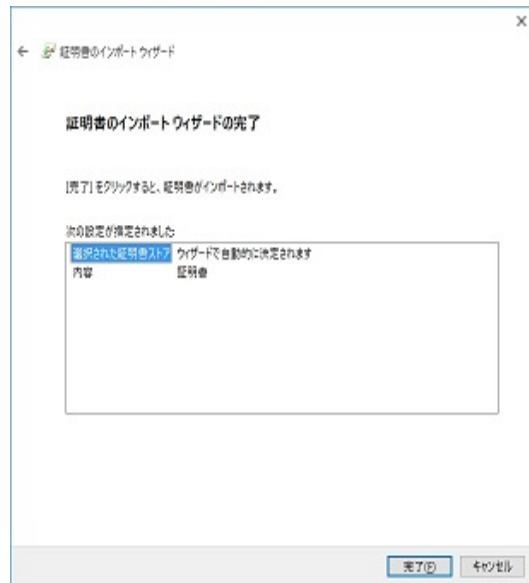 証明書のインポート ウィザード
証明書のインポート ウィザードの完了
[完了] をクリックすると、証明書がインポートされます。
次の設定が指定されました
選択された証明書ストア ウィザードで自動的に決定されます
内容 証明書
完了(F) キャンセル